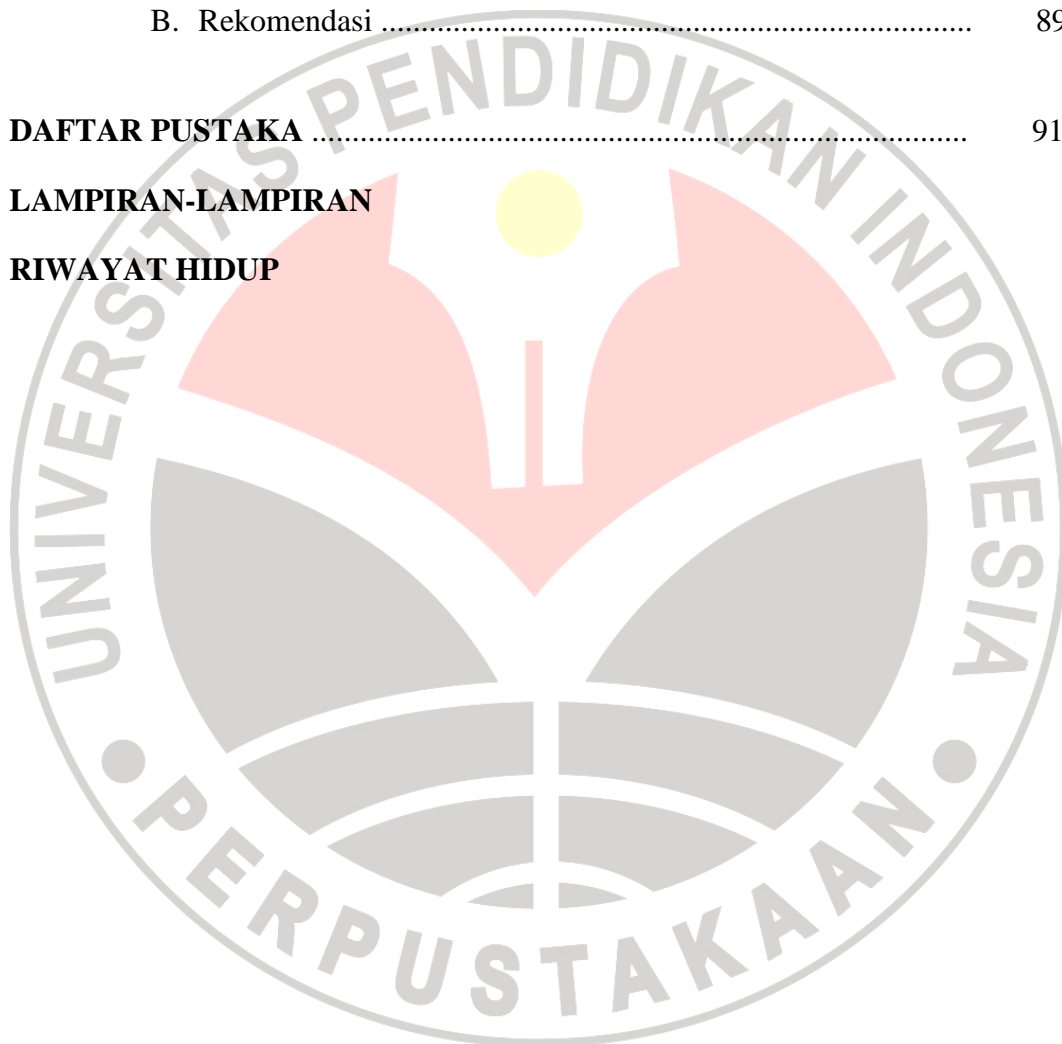 B. Rekomendasi ........................................................................... 89
DAFTAR PUSTAKA ................................................................................... 91
LAMPIRAN-LAMPIRAN
RIWAYAT HIDUP
UNIVERSITAS PENDIDIKAN INDONESIA
PERPUSTAKAAN